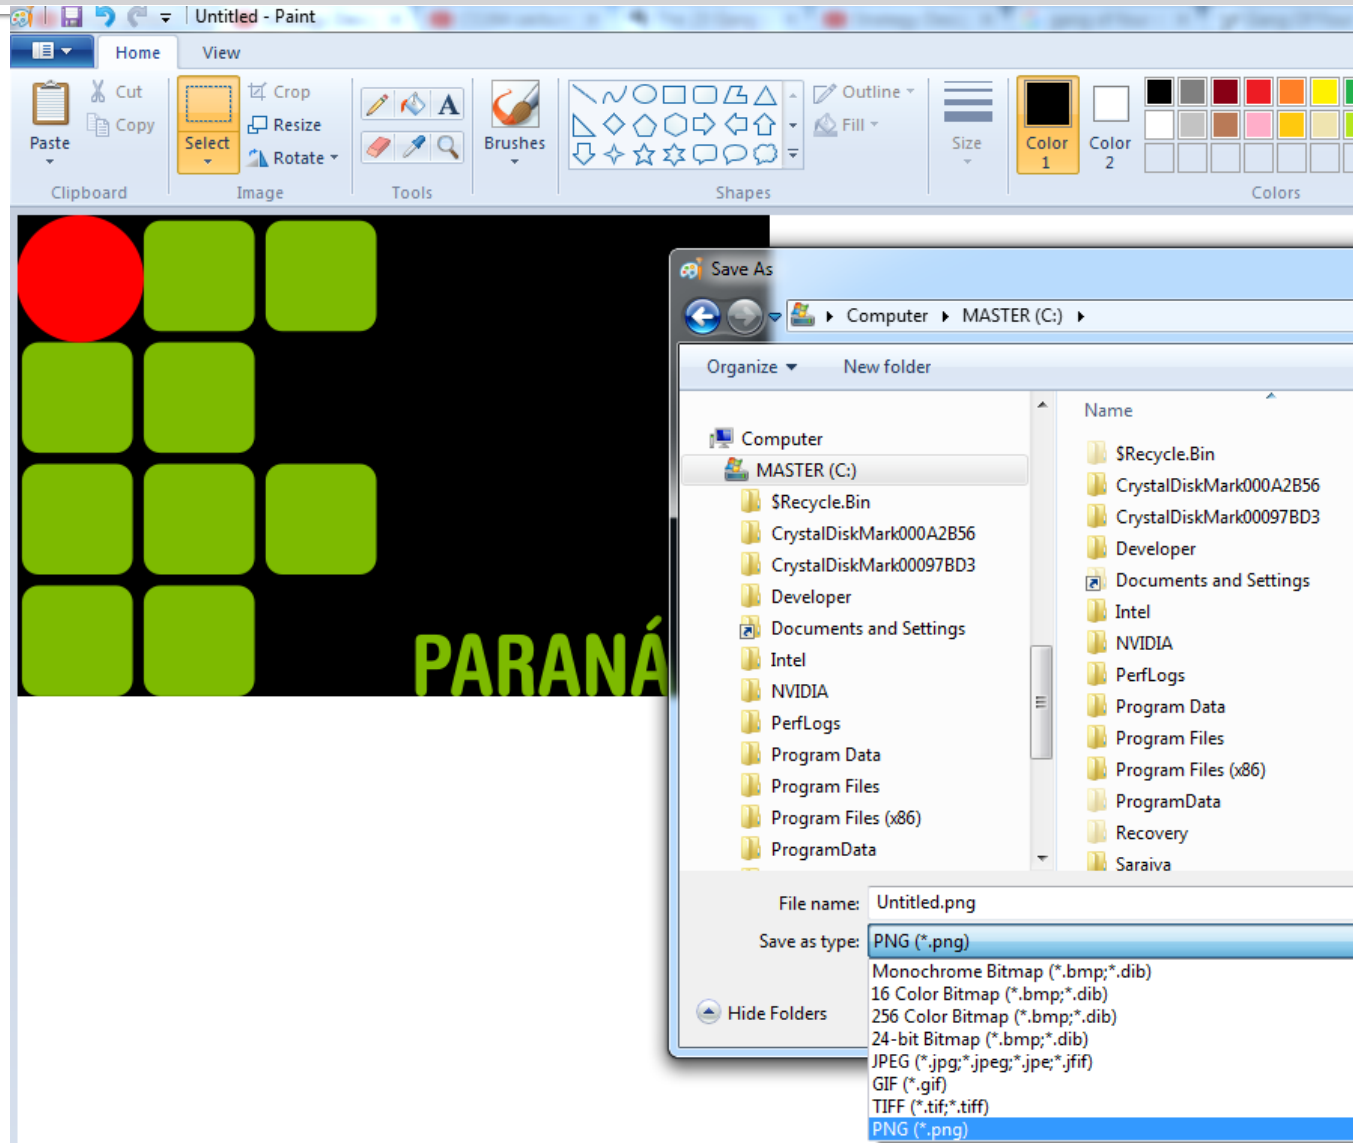 Untitled - Paint
Home View
Cut
Copy
Paste
Clipboard
Select
Crop
Resize
Rotate
Image
A
Tools
Brushes
Shapes
Outline
Fill
Size
Color 1
Color 2
Colors
PARANÁ
Save As
Computer MASTER (C:)
Organize New folder
Computer
MASTER (C:)
$Recycle.Bin
CrystalDiskMark000A2B56
CrystalDiskMark00097BD3
Developer
Documents and Settings
Intel
NVIDIA
PerfLogs
Program Data
Program Files
Program Files (x86)
ProgramData
Name
$Recycle.Bin
CrystalDiskMark000A2B56
CrystalDiskMark00097BD3
Developer
Documents and Settings
Intel
NVIDIA
PerfLogs
Program Data
Program Files
Program Files (x86)
ProgramData
Recovery
Saraiva
File name: Untitled.png
Save as type: PNG (*.png)
Monochrome Bitmap (*.bmp;*.dib)
16 Color Bitmap (*.bmp;*.dib)
256 Color Bitmap (*.bmp;*.dib)
24-bit Bitmap (*.bmp;*.dib)
JPEG (*.jpg;*.jpeg;*.jpe;*.jfif)
GIF (*.gif)
TIFF (*.tif;*.tiff)
PNG (*.png)
Hide Folders